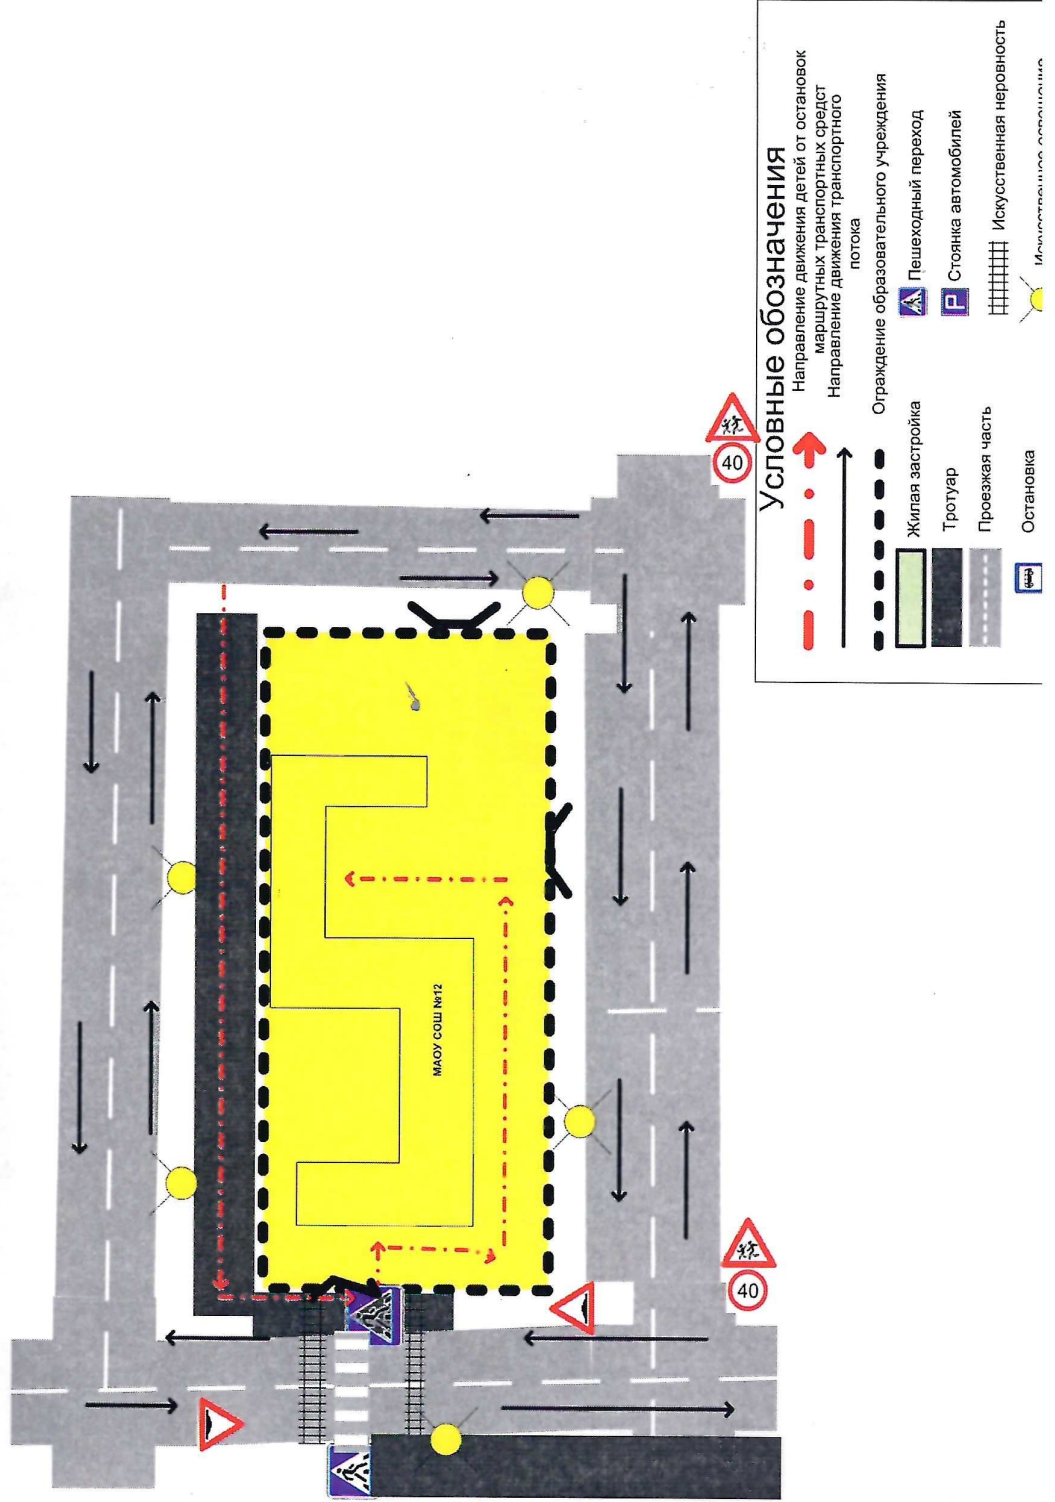 40
40
МАОУ СОШ №12
Условные обозначения
Направление движения детей от остановок
маршрутных транспортных средст
Направление движения транспортного
потока
Ограждение образовательного учреждения
Жилая застройка
Пешеходный переход
Тротуар
P Стоянка автомобилей
Проезжая часть
Искусственная неровность
Остановка